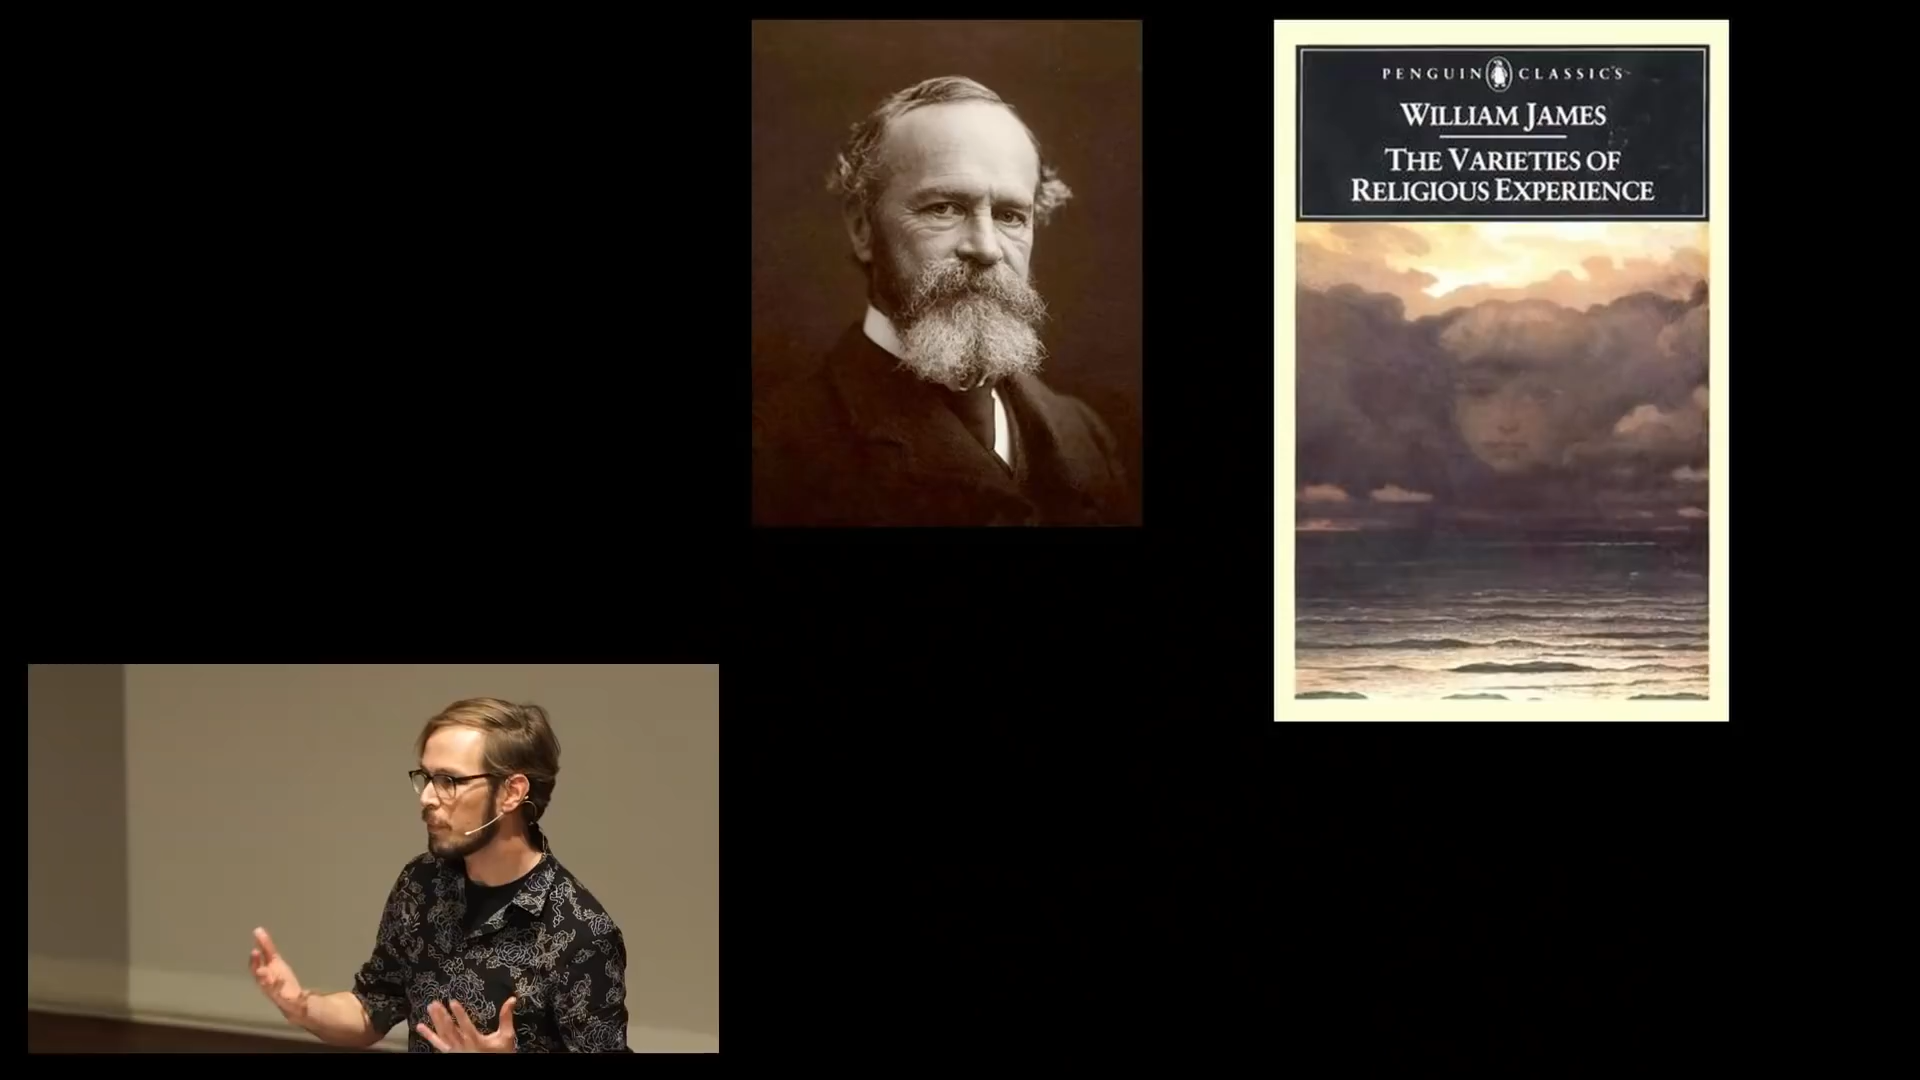 PENGUIN CLASSICS
WILLIAM JAMES
THE VARIETIES OF
RELIGIOUS EXPERIENCE